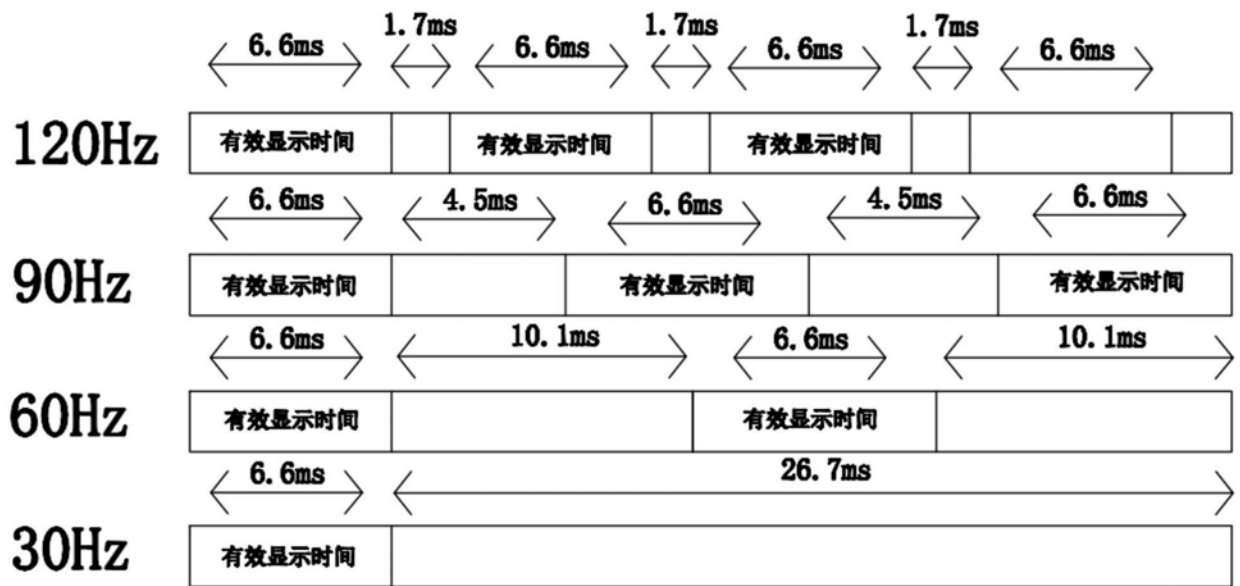 1.7ms 1.7ms 1.7ms
6.6ms 6.6ms 6.6ms 6.6ms
120Hz 有效显示时间 有效显示时间 有效显示时间
6.6ms 4.5ms 6.6ms 4.5ms 6.6ms
90Hz 有效显示时间 有效显示时间 有效显示时间
6.6ms 10.1ms 6.6ms 10.1ms
60Hz 有效显示时间 有效显示时间
6.6ms 26.7ms
30Hz 有效显示时间